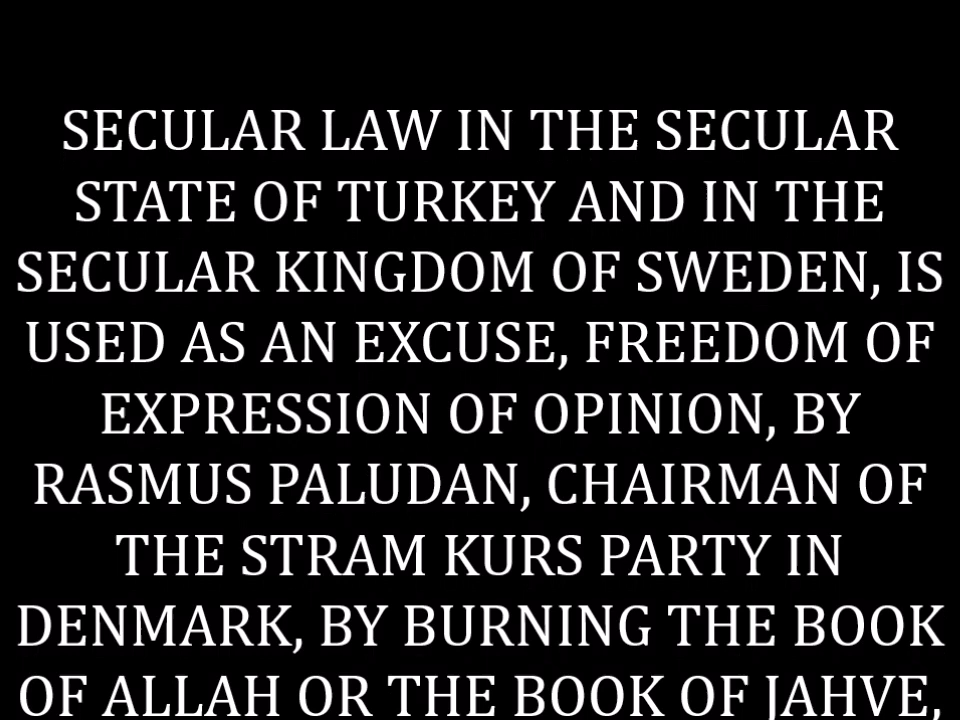 SECULAR LAW IN THE SECULAR
STATE OF TURKEY AND IN THE
SECULAR KINGDOM OF SWEDEN, IS
USED AS AN EXCUSE, FREEDOM OF
EXPRESSION OF OPINION, BY
RASMUS PALUDAN, CHAIRMAN OF
THE STRAM KURS PARTY IN
DENMARK, BY BURNING THE BOOK
OF ALLAH OR THE BOOK OF JAHVE,